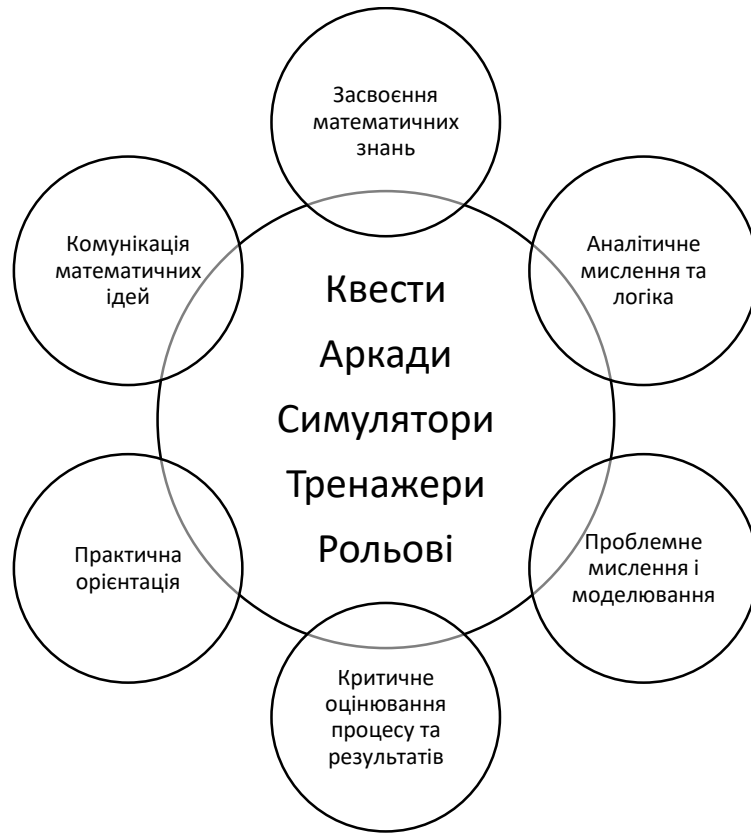 Засвоєння
математичних
знань
Комунікація
математичних
ідей
Аналітичне
мислення та
логіка
Квести
Аркади
Симулятори
Тренажери
Рольові
Практична
орієнтація
Проблемне
мислення і
моделювання
Критичне
оцінювання
процесу та
результатів